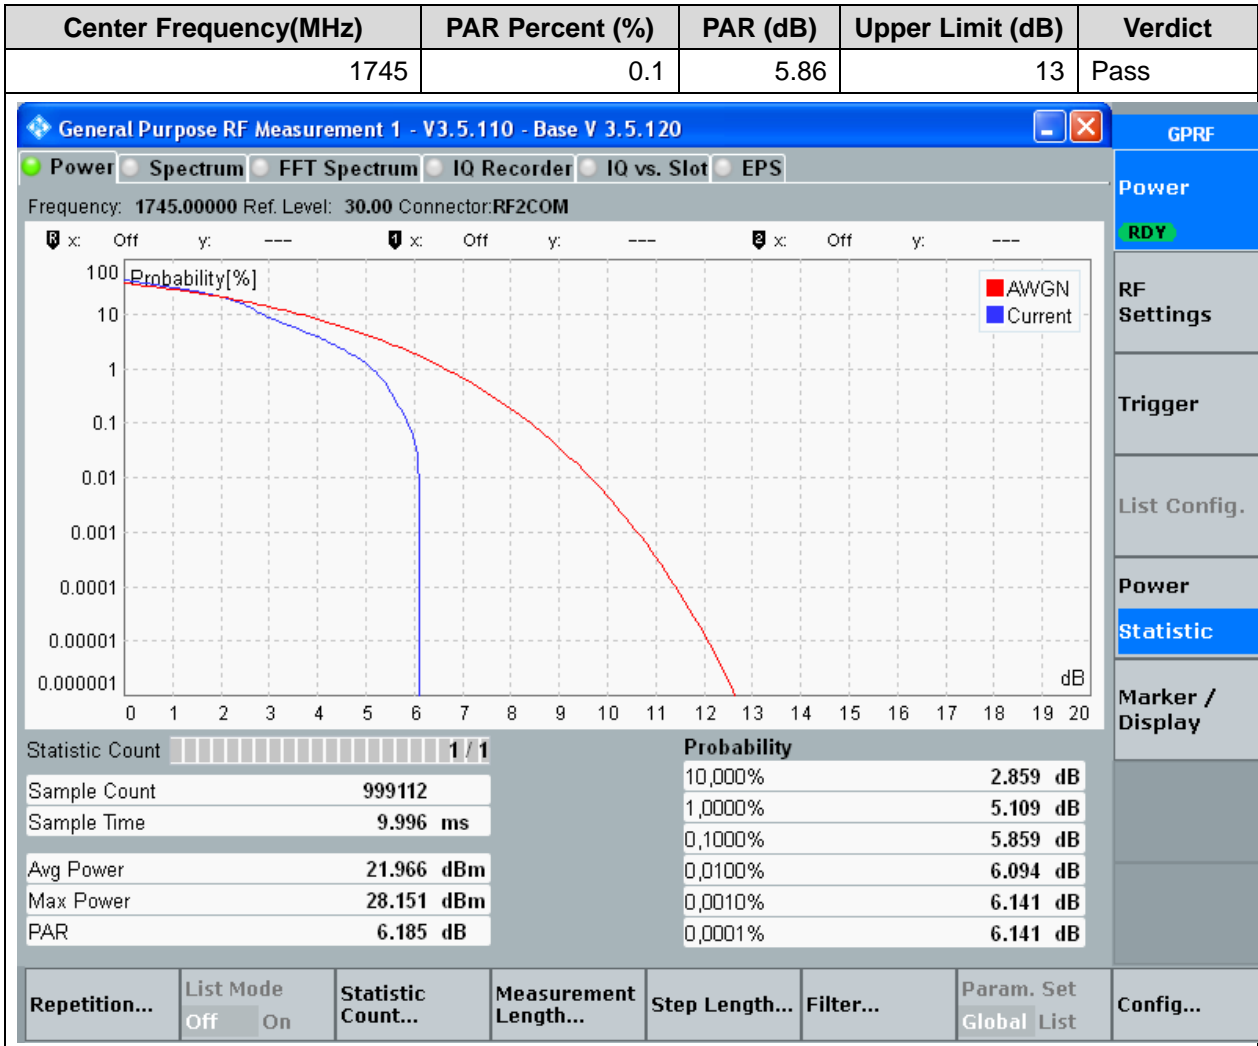 Center Frequency(MHz) PAR Percent (%) PAR (dB) Upper Limit (dB) Verdict
1745 0.1 5.86 13 Pass
General Purpose RF Measurement 1 - V3.5.110 - Base V 3.5.120
GPRF
Power Spectrum FFT Spectrum IQ Recorder IQ vs. Slot EPS
Frequency: 1745.00000 Ref. Level: 30.00 Connector:RF2COM
R x: Off y: --- 1 x: Off y: --- 2 x: Off y: ---
Probability[%]
AWGN
Current
100
10
1
0.1
0.01
0.001
0.0001
0.00001
0.000001
dB
0 1 2 3 4 5 6 7 8 9 10 11 12 13 14 15 16 17 18 19 20
Statistic Count 1 / 1
Sample Count 999112
Sample Time 9.996 ms
Avg Power 21.966 dBm
Max Power 28.151 dBm
PAR 6.185 dB
Probability
10,000% 2.859 dB
1,0000% 5.109 dB
0,1000% 5.859 dB
0,0100% 6.094 dB
0,0010% 6.141 dB
0,0001% 6.141 dB
Power
RDY
RF
Settings
Trigger
List Config.
Power
Statistic
Marker /
Display
Repetition...
List Mode
Off On
Statistic
Count...
Measurement
Length...
Step Length...
Filter...
Param. Set
Global List
Config...